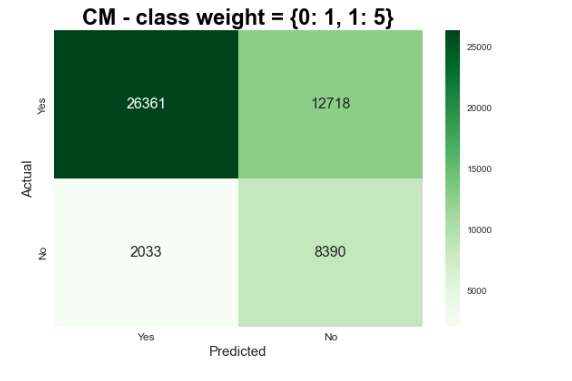 CM - class weight = {0: 1, 1: 5}
Yes
26361
12718
Actual
No
2033
8390
Yes
No
Predicted
25000
20000
15000
10000
5000